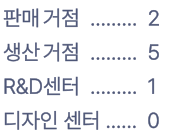 판매 거점 ......... 2
생산 거점 ......... 5
R&D센터 ......... 1
디자인 센터 ...... 0